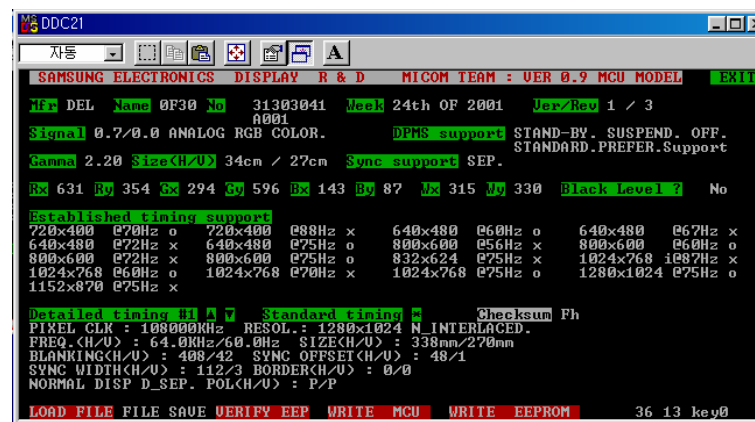 MS DOS DDC21
자동 A
SAMSUNG ELECTRONICS DISPLAY R & D MICOM TEAM : VER 0.9 MCU MODEL EXIT
Mfr DEL Name 0F30 No 31303041 Week 24th OF 2001 Ver/Rev 1 / 3
A001
Signal 0.7/0.0 ANALOG RGB COLOR. DPMS support STAND-BY. SUSPEND. OFF.
STANDARD.PREFER.Support
Gamma 2.20 Size(H/V) 34cm / 27cm Sync support SEP.
Rx 631 Ry 354 Gx 294 Gy 596 Bx 143 By 87 Wx 315 Wy 330 Black Level ? No
Established timing support
720x400 @70Hz o 720x400 @88Hz x 640x480 @60Hz o 640x480 @67Hz x
640x480 @72Hz x 640x480 @75Hz o 800x600 @56Hz x 800x600 @60Hz o
800x600 @72Hz x 800x600 @75Hz o 832x624 @75Hz x 1024x768 i@87Hz x
1024x768 @60Hz o 1024x768 @70Hz x 1024x768 @75Hz o 1280x1024 @75Hz o
1152x870 @75Hz x
Detailed timing #1 ▲ ▼ Standard timing * Checksum Fh
PIXEL CLK : 108000KHz RESOL.: 1280x1024 N_INTERLACED.
FREQ.(H/V) : 64.0KHz/60.0Hz SIZE(H/V) : 338mm/270mm
BLANKING(H/V) : 408/42 SYNC OFFSET(H/V) : 48/1
SYNC WIDTH(H/V) : 112/3 BORDER(H/V) : 0/0
NORMAL DISP D_SEP. POL(H/V) : P/P
LOAD FILE FILE SAVE VERIFY EEP WRITE MCU WRITE EEPROM 36 13 key0